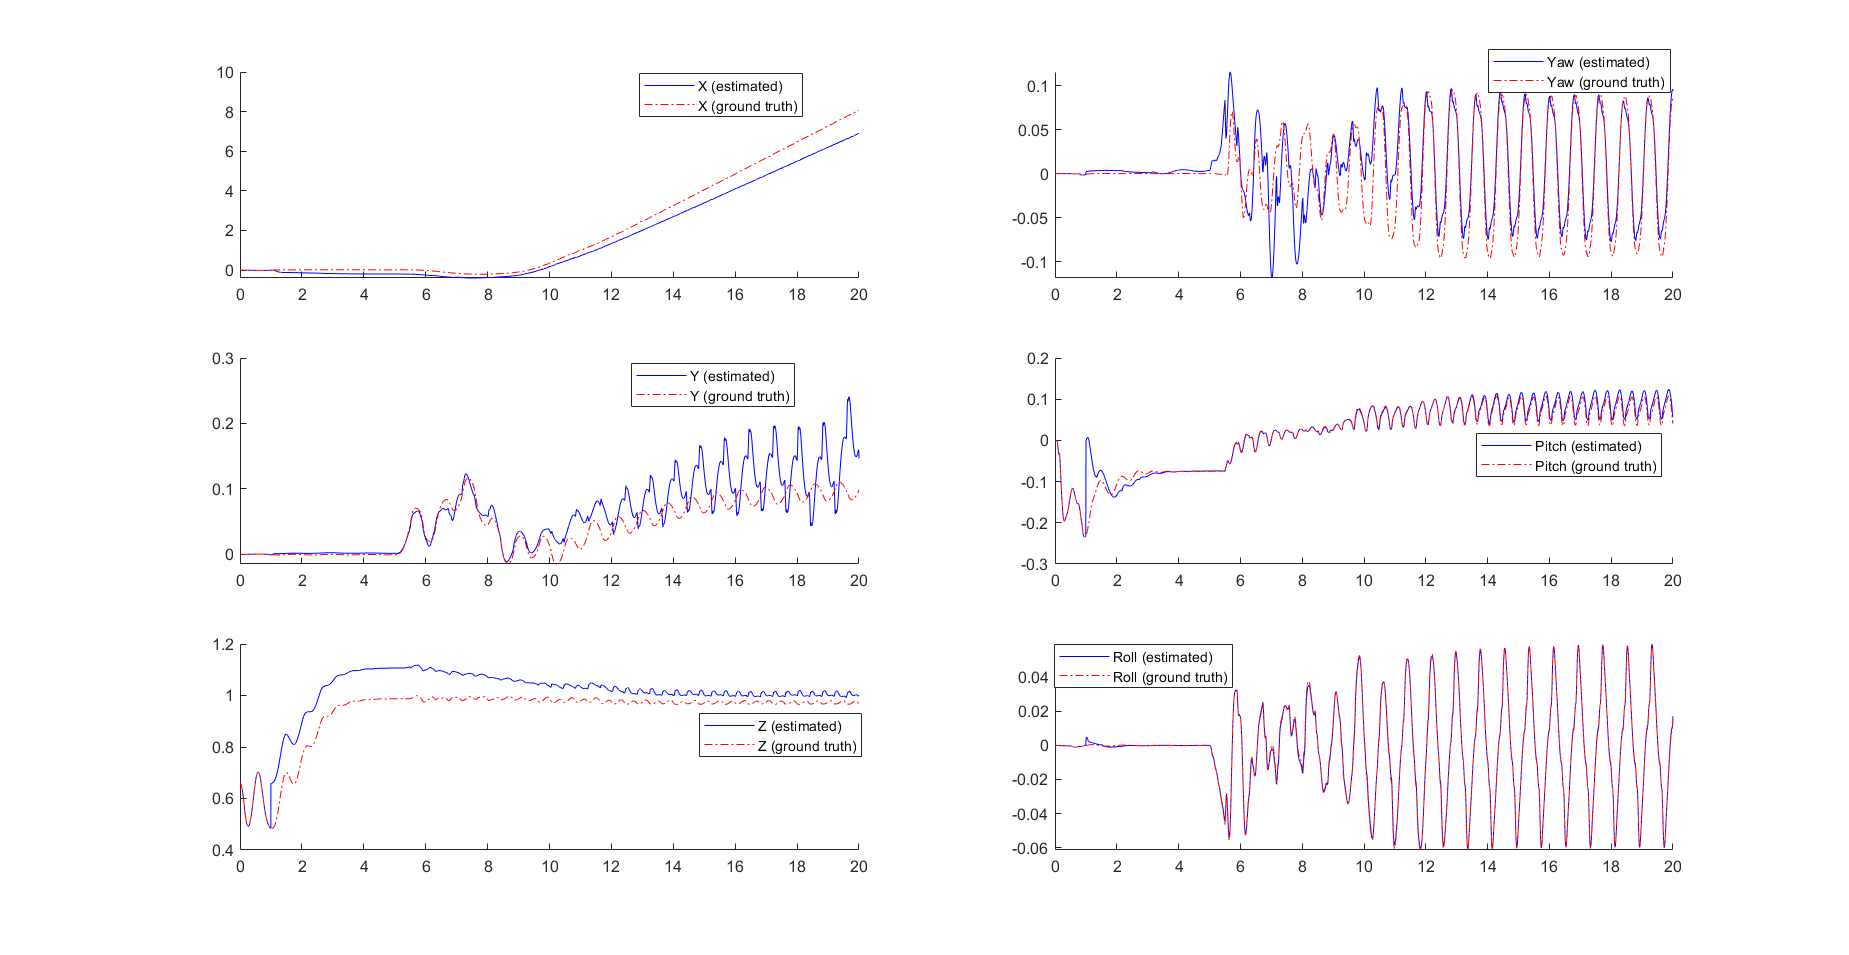 10
8
6
4
2
0
0 2 4 6 8 10 12 14 16 18 20
X (estimated)
X (ground truth)
0.1
0.05
0
-0.05
-0.1
0 2 4 6 8 10 12 14 16 18 20
Yaw (estimated)
Yaw (ground truth)
0.3
0.2
0.1
0
0 2 4 6 8 10 12 14 16 18 20
Y (estimated)
Y (ground truth)
0.2
0.1
0
-0.1
-0.2
-0.3
0 2 4 6 8 10 12 14 16 18 20
Pitch (estimated)
Pitch (ground truth)
1.2
1
0.8
0.6
0.4
0 2 4 6 8 10 12 14 16 18 20
Z (estimated)
Z (ground truth)
0.04
0.02
0
-0.02
-0.04
-0.06
0 2 4 6 8 10 12 14 16 18 20
Roll (estimated)
Roll (ground truth)